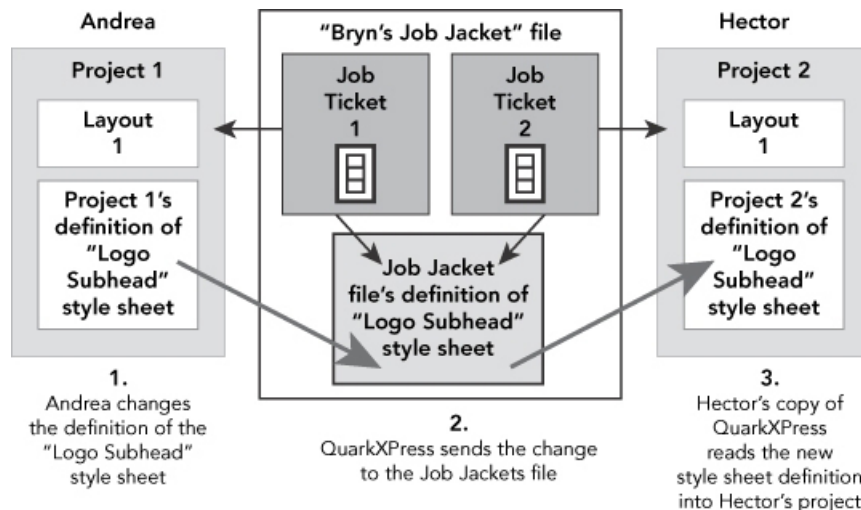 Andrea
Project 1
Layout
1
Project 1's
definition of
"Logo
Subhead"
style sheet
1.
Andrea changes
the definition of the
"Logo Subhead"
style sheet
"Bryn's Job Jacket" file
Job
Ticket
1
Job
Ticket
2
Job Jacket
file's definition of
"Logo Subhead"
style sheet
2.
QuarkXPress sends the change
to the Job Jackets file
Hector
Project 2
Layout
1
Project 2's
definition of
"Logo
Subhead"
style sheet
3.
Hector's copy of
QuarkXPress
reads the new
style sheet definition
into Hector's project